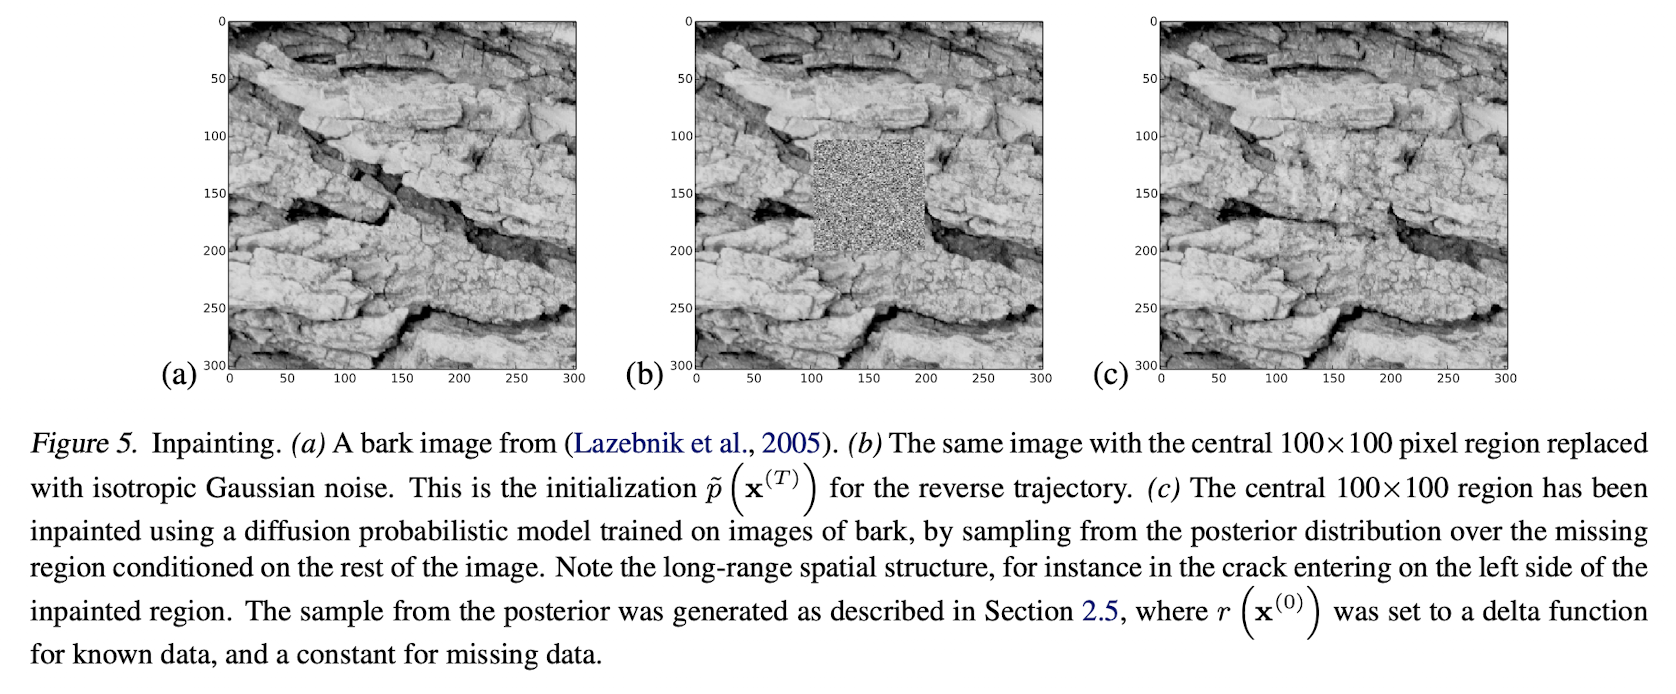 0
50
100
150
200
250
300
0 50 100 150 200 250 300
(a)
0
50
100
150
200
250
300
0 50 100 150 200 250 300
(b)
0
50
100
150
200
250
300
0 50 100 150 200 250 300
(c)
Figure 5. Inpainting. (a) A bark image from (Lazebnik et al., 2005). (b) The same image with the central 100×100 pixel region replaced
with isotropic Gaussian noise. This is the initialization p̃ (x^(T)) for the reverse trajectory. (c) The central 100×100 region has been
inpainted using a diffusion probabilistic model trained on images of bark, by sampling from the posterior distribution over the missing
region conditioned on the rest of the image. Note the long-range spatial structure, for instance in the crack entering on the left side of the
inpainted region. The sample from the posterior was generated as described in Section 2.5, where r (x^(0)) was set to a delta function
for known data, and a constant for missing data.